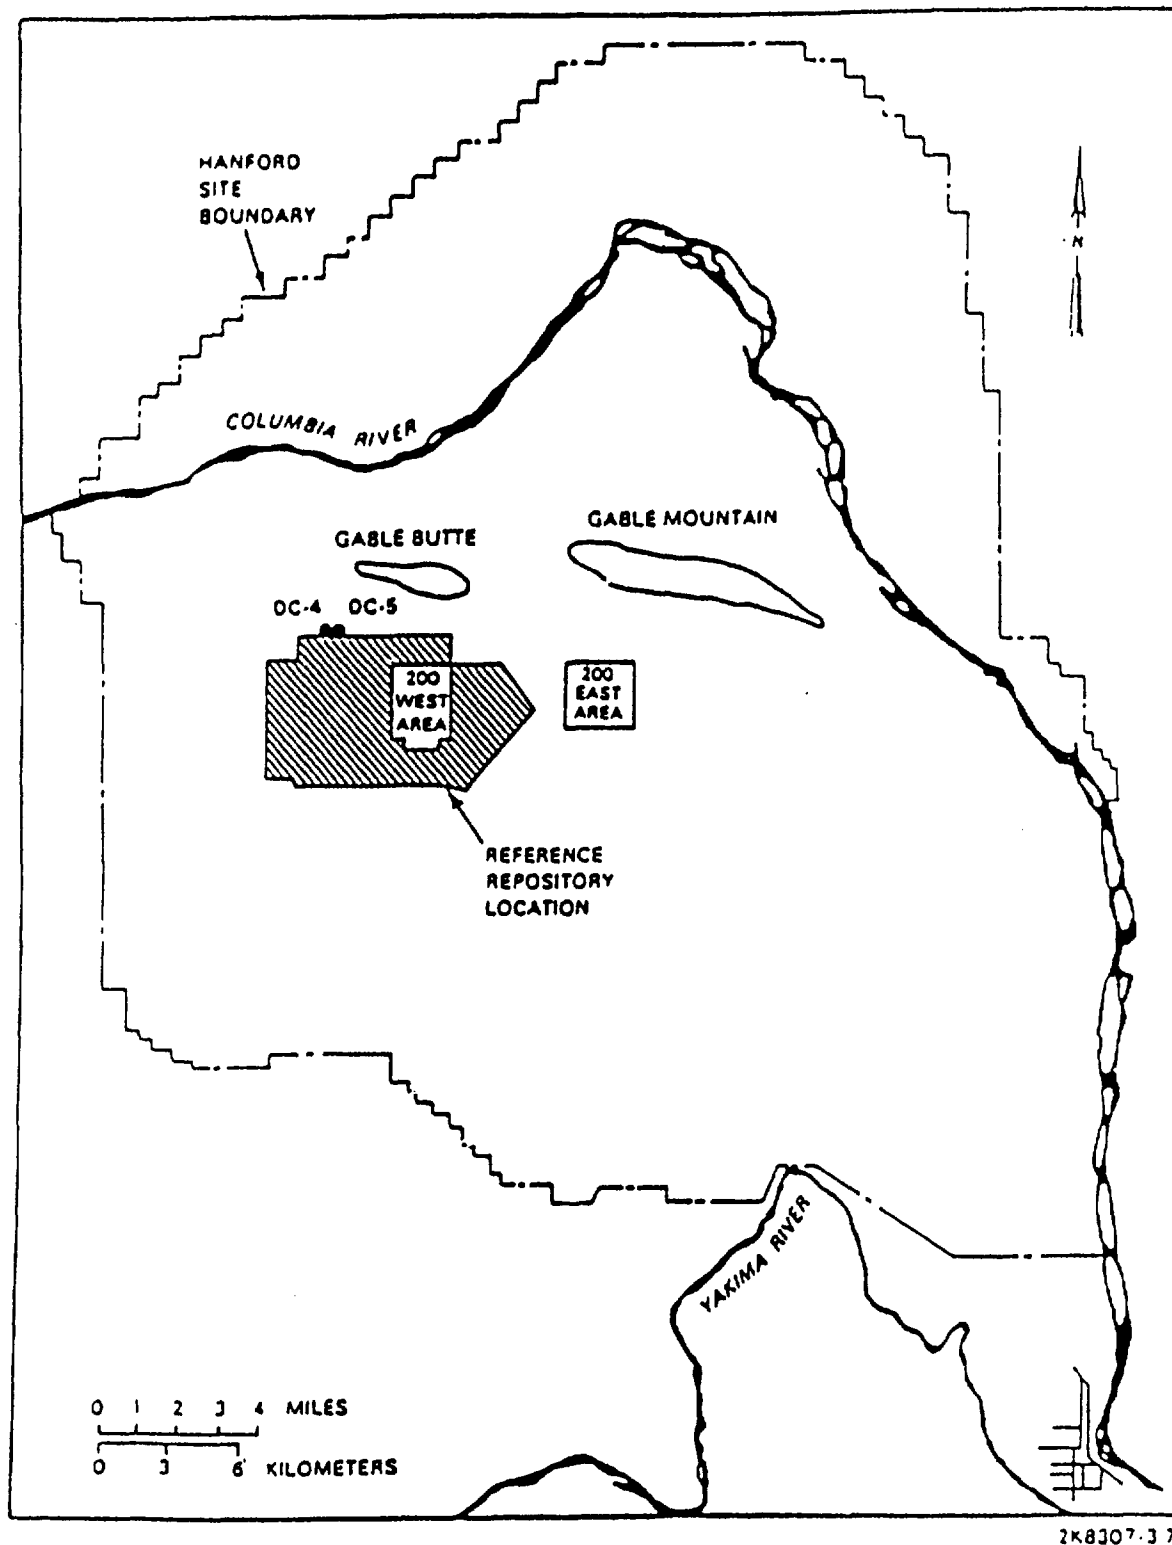 HANFORD
SITE
BOUNDARY
N
COLUMBIA RIVER
GABLE MOUNTAIN
GABLE BUTTE
DC-4 DC-5
200
WEST
AREA
200
EAST
AREA
REFERENCE
REPOSITORY
LOCATION
YAKIMA RIVER
0 1 2 3 4 MILES
0 3 6 KILOMETERS
2K8307-3.7